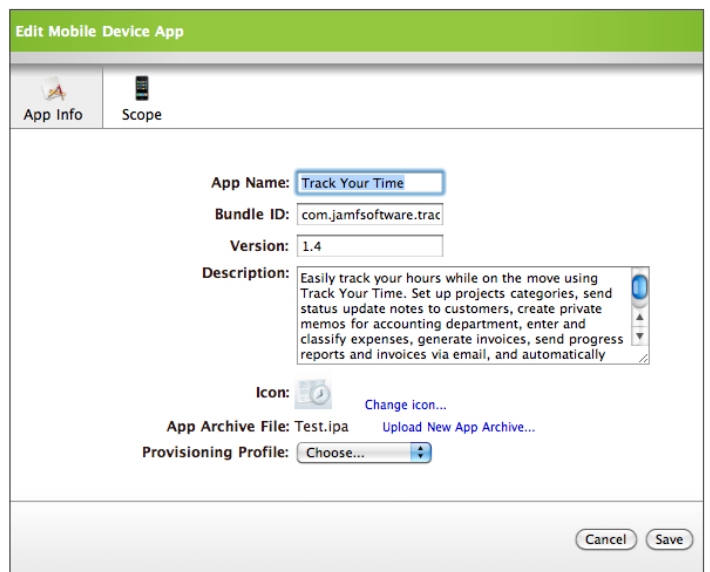 Edit Mobile Device App
App Info
Scope
App Name: Track Your Time
Bundle ID: com.jamfsoftware.trac
Version: 1.4
Description: Easily track your hours while on the move using
Track Your Time. Set up projects categories, send
status update notes to customers, create private
memos for accounting department, enter and
classify expenses, generate invoices, send progress
reports and invoices via email, and automatically
Icon: Change icon...
App Archive File: Test.ipa Upload New App Archive...
Provisioning Profile: Choose...
Cancel Save